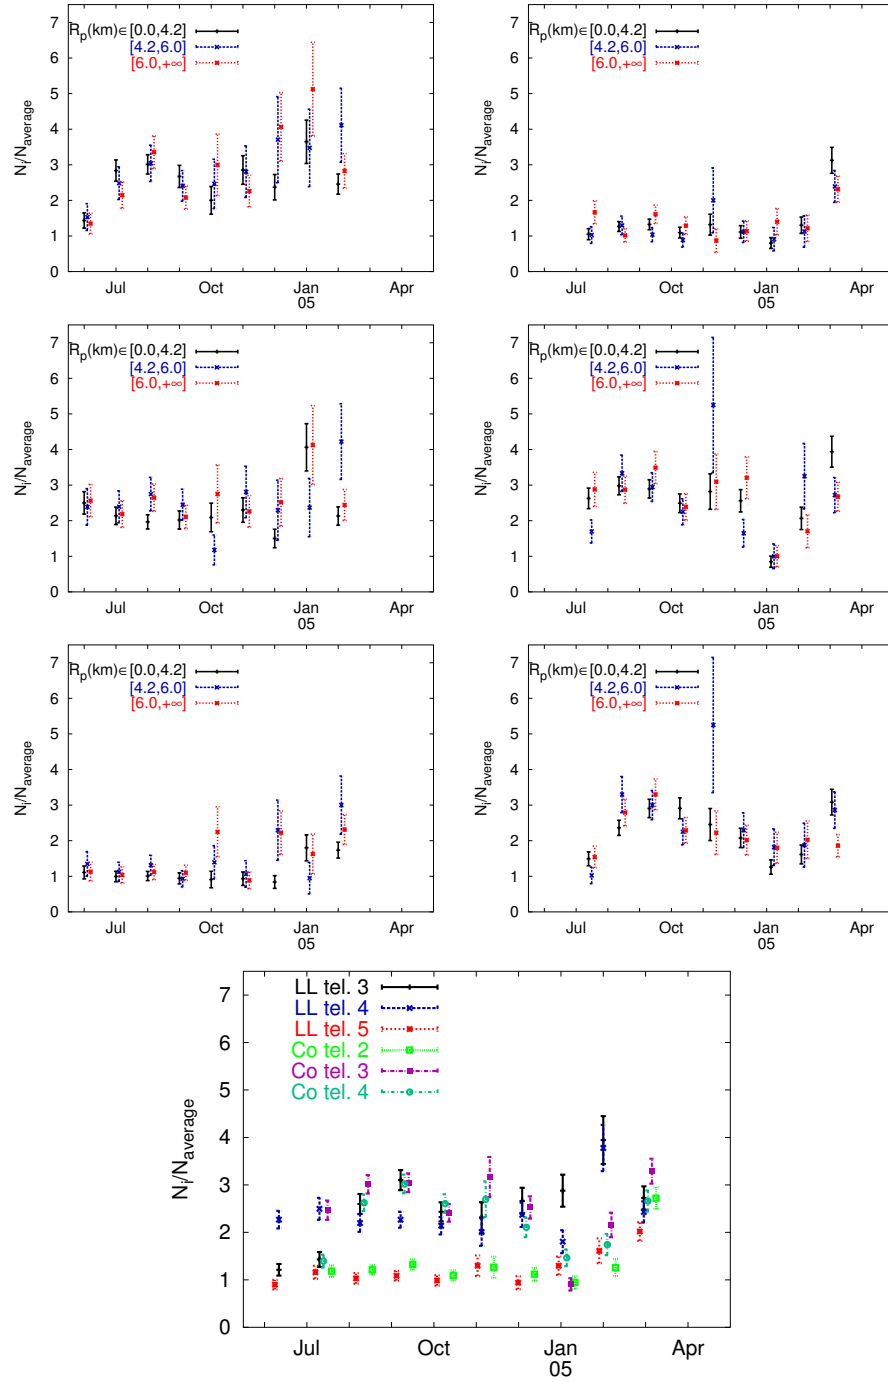 7
6
5
4
3
2
1
0
N_i/N_average
R_p(km)∈[0.0,4.2]
[4.2,6.0]
[6.0,+∞]
Jul Oct Jan Apr
05
7
6
5
4
3
2
1
0
N_i/N_average
R_p(km)∈[0.0,4.2]
[4.2,6.0]
[6.0,+∞]
Jul Oct Jan Apr
05
7
6
5
4
3
2
1
0
N_i/N_average
R_p(km)∈[0.0,4.2]
[4.2,6.0]
[6.0,+∞]
Jul Oct Jan Apr
05
7
6
5
4
3
2
1
0
N_i/N_average
R_p(km)∈[0.0,4.2]
[4.2,6.0]
[6.0,+∞]
Jul Oct Jan Apr
05
7
6
5
4
3
2
1
0
N_i/N_average
R_p(km)∈[0.0,4.2]
[4.2,6.0]
[6.0,+∞]
Jul Oct Jan Apr
05
7
6
5
4
3
2
1
0
N_i/N_average
R_p(km)∈[0.0,4.2]
[4.2,6.0]
[6.0,+∞]
Jul Oct Jan Apr
05
7
6
5
4
3
2
1
0
N_i/N_average
LL tel. 3
LL tel. 4
LL tel. 5
Co tel. 2
Co tel. 3
Co tel. 4
Jul Oct Jan Apr
05